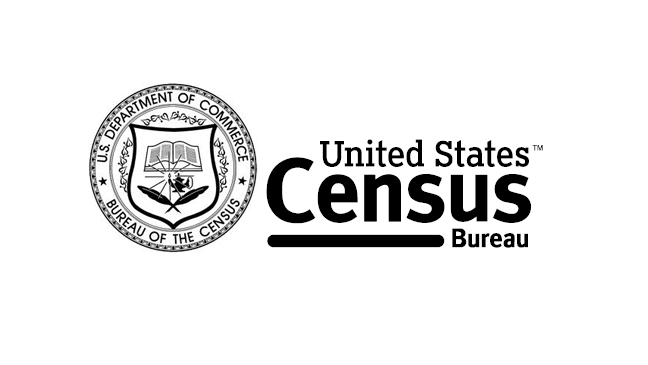 U.S. DEPARTMENT OF COMMERCE
BUREAU OF THE CENSUS
United States™
Census
Bureau